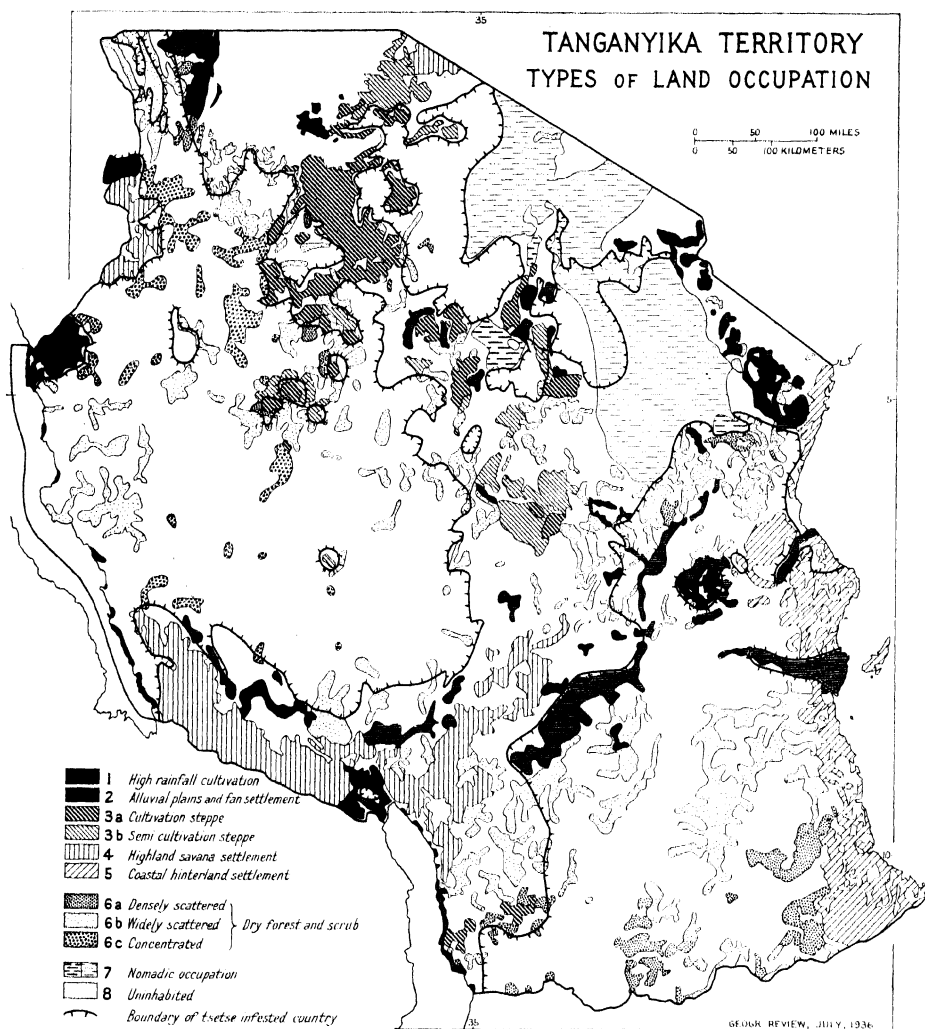 35
TANGANYIKA TERRITORY
TYPES OF LAND OCCUPATION
0 50 100 MILES
0 50 100 KILOMETERS
5
1 High rainfall cultivation
2 Alluvial plains and fan settlement
3a Cultivation steppe
3b Semi cultivation steppe
4 Highland savana settlement
5 Coastal hinterland settlement
10
6a Densely scattered
6b Widely scattered } Dry forest and scrub
6c Concentrated
7 Nomadic occupation
8 Uninhabited
Boundary of tsetse infested country
35
GEOGR. REVIEW, JULY, 1936